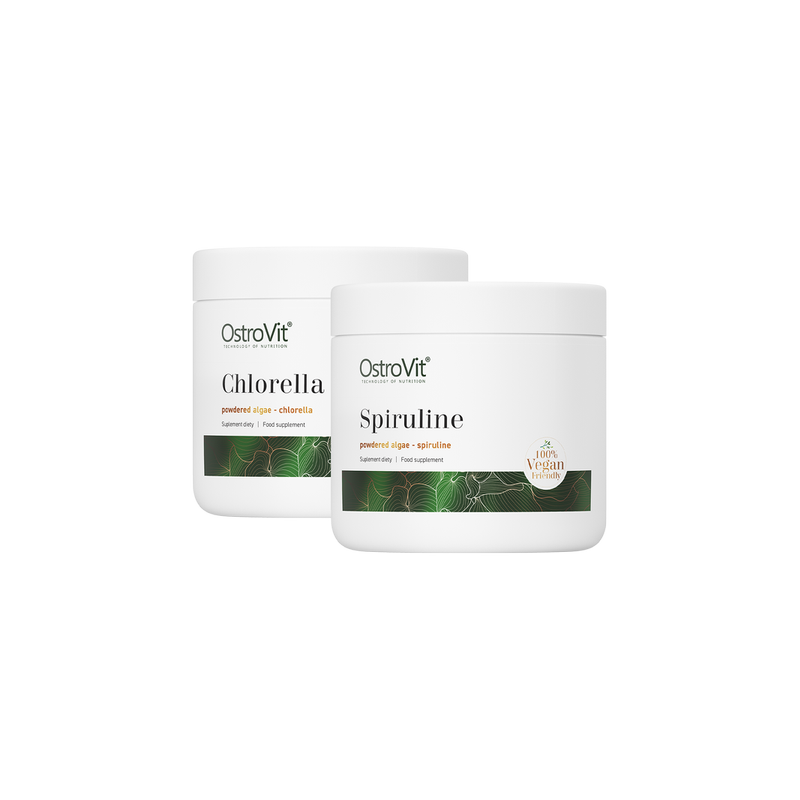 OstroVit®
TECHNOLOGY OF NUTRITION
Chlorella
powdered algae - chlorella
Suplement diety | Food supplement
OstroVit®
TECHNOLOGY OF NUTRITION
Spiruline
powdered algae - spiruline
Suplement diety | Food supplement
100%
Vegan
Friendly